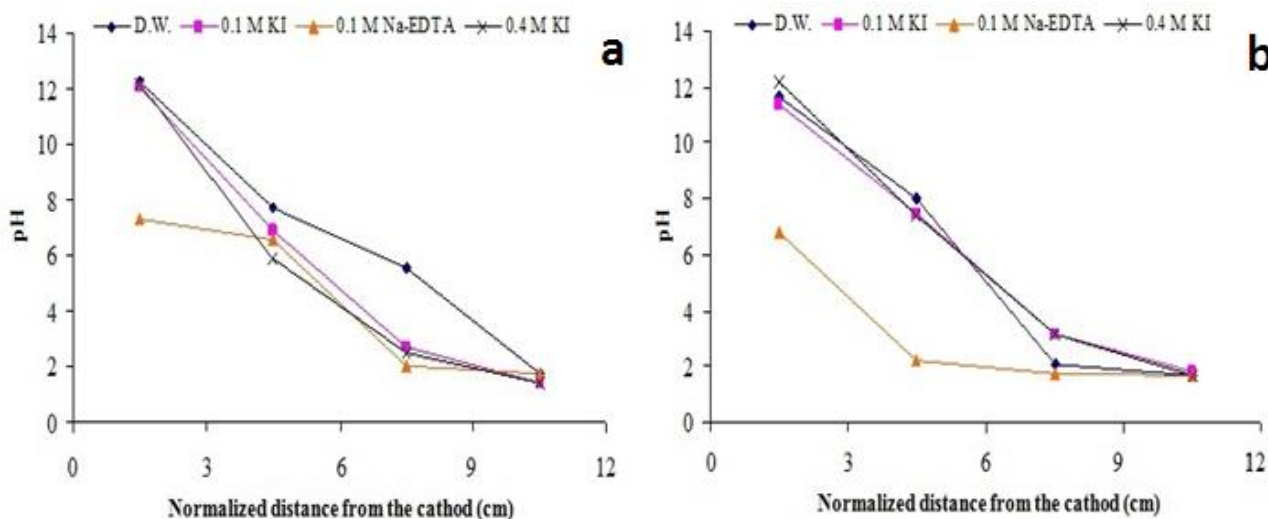 D.W. 0.1 M KI 0.1 M Na-EDTA 0.4 M KI
a
14
12
10
8
6
4
2
0
pH
0 3 6 9 12
Normalized distance from the cathod (cm)
D.W. 0.1 M KI 0.1 M Na-EDTA 0.4 M KI
b
14
12
10
8
6
4
2
0
pH
0 3 6 9 12
Normalized distance from the cathod (cm)